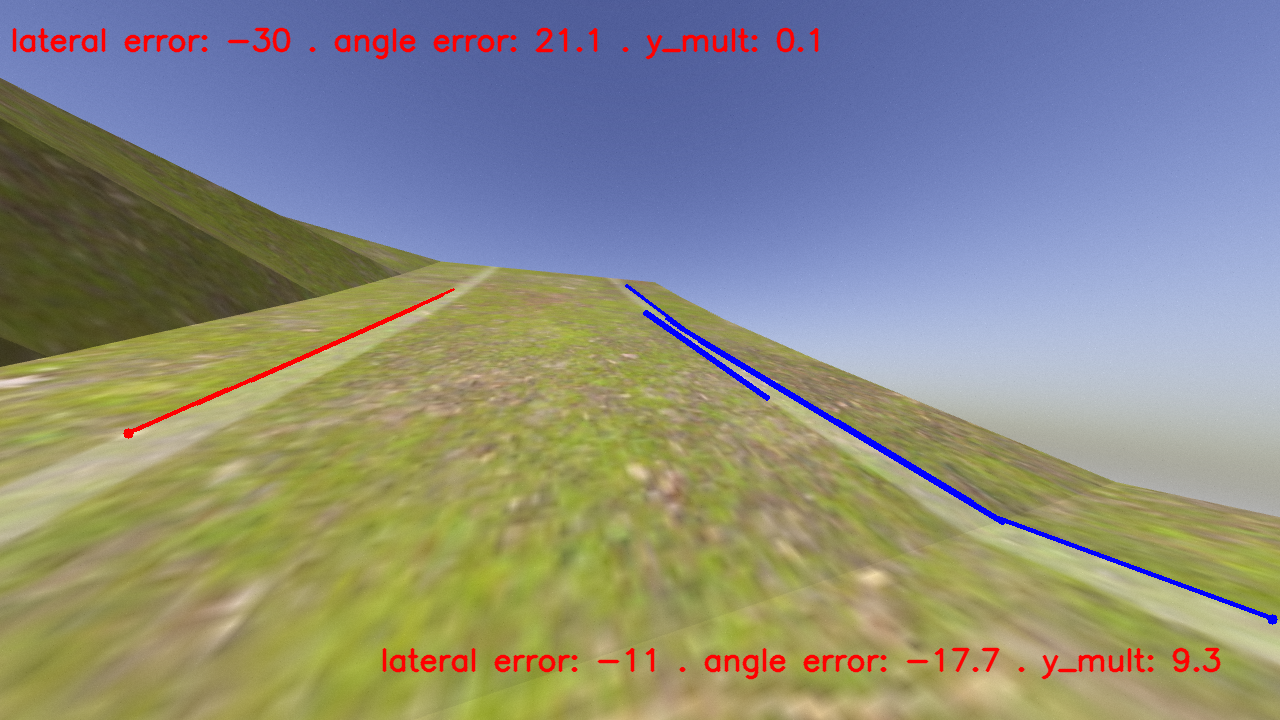 lateral error: -30 . angle error: 21.1 . y_mult: 0.1
lateral error: -11 . angle error: -17.7 . y_mult: 9.3